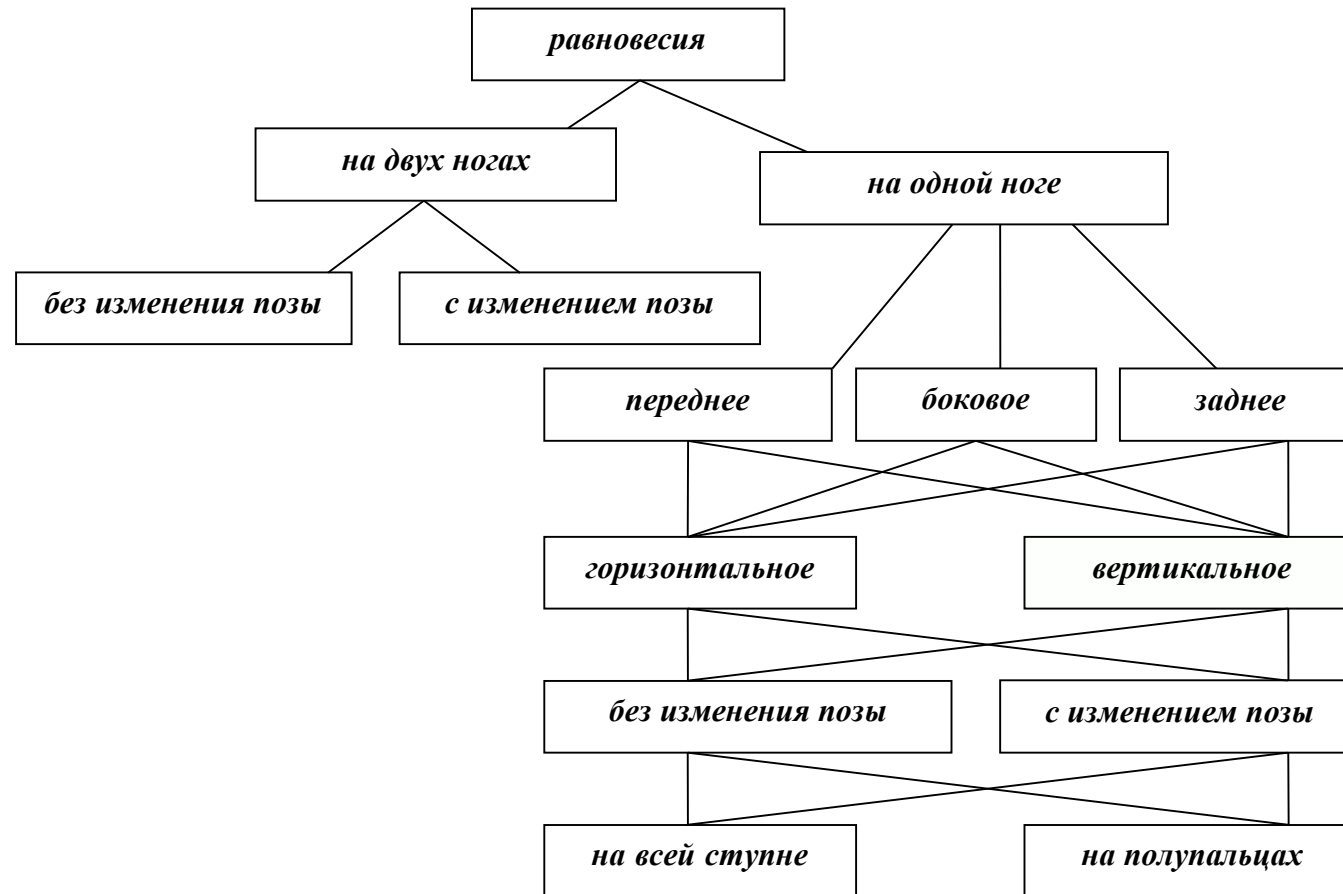 равновесия
на двух ногах
на одной ноге
без изменения позы
с изменением позы
переднее
боковое
заднее
горизонтальное
вертикальное
без изменения позы
с изменением позы
на всей ступне
на полупальцах